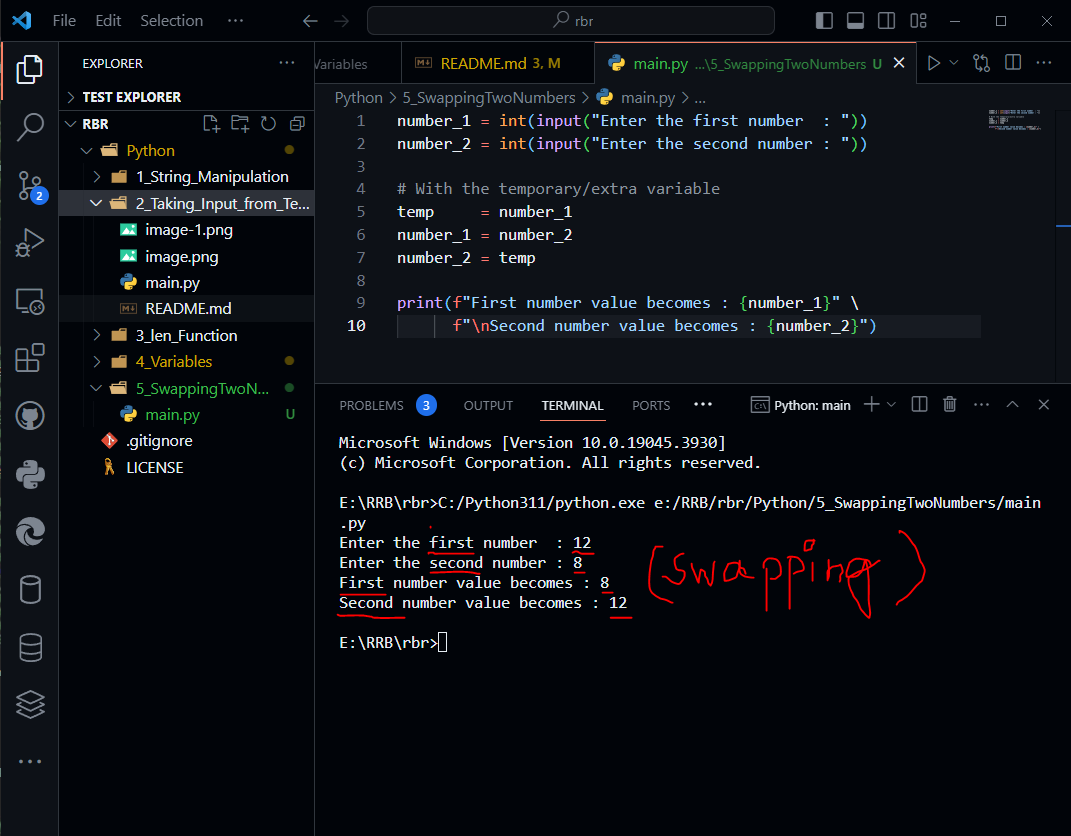 File Edit Selection ··· rbr
EXPLORER ···
TEST EXPLORER
RBR
Python
1_String_Manipulation
2_Taking_Input_from_Te...
image-1.png
image.png
main.py
README.md
3_len_Function
4_Variables
5_SwappingTwoN...
main.py U
.gitignore
LICENSE
2
Variables README.md 3, M main.py ...\5_SwappingTwoNumbers U
Python > 5_SwappingTwoNumbers > main.py > ...
1 number_1 = int(input("Enter the first number  : "))
2 number_2 = int(input("Enter the second number : "))
3
4 # With the temporary/extra variable
5 temp     = number_1
6 number_1 = number_2
7 number_2 = temp
8
9 print(f"First number value becomes : {number_1}" \
10       f"\nSecond number value becomes : {number_2}")
PROBLEMS 3 OUTPUT TERMINAL PORTS ··· Python: main
Microsoft Windows [Version 10.0.19045.3930]
(c) Microsoft Corporation. All rights reserved.
E:\RRB\rbr>C:/Python311/python.exe e:/RRB/rbr/Python/5_SwappingTwoNumbers/main
.py
Enter the first number  : 12
Enter the second number : 8
First number value becomes : 8
Second number value becomes : 12
(Swapping)
E:\RRB\rbr>